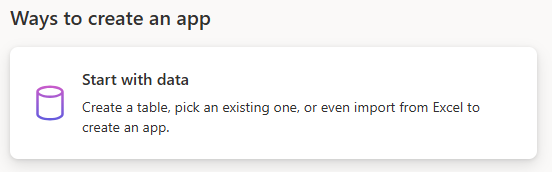 Ways to create an app
Start with data
Create a table, pick an existing one, or even import from Excel to
create an app.